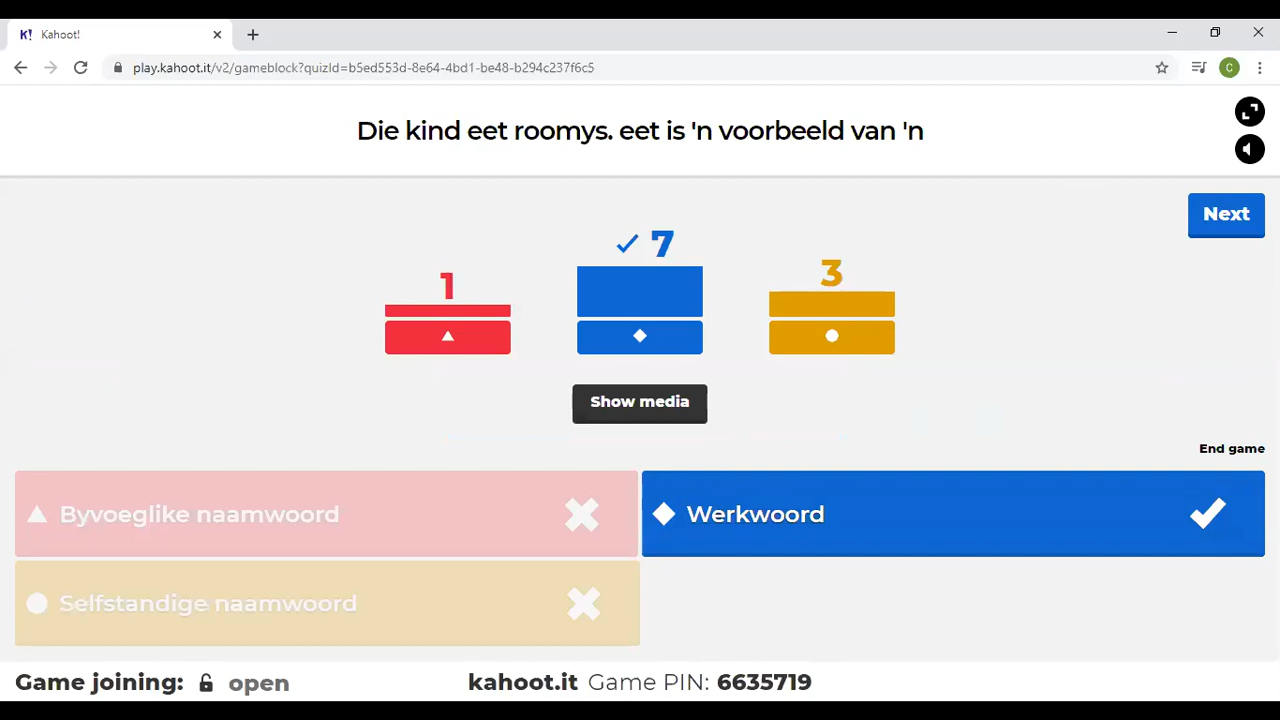 Kahoot!
play.kahoot.it/v2/gameblock?quizId=b5ed553d-8e64-4bd1-be48-b294c237f6c5
C
Die kind eet roomys. eet is 'n voorbeeld van 'n
Next
1
7
3
Show media
End game
Byvoeglike naamwoord
Werkwoord
Selfstandige naamwoord
Game joining: open
kahoot.it Game PIN: 6635719